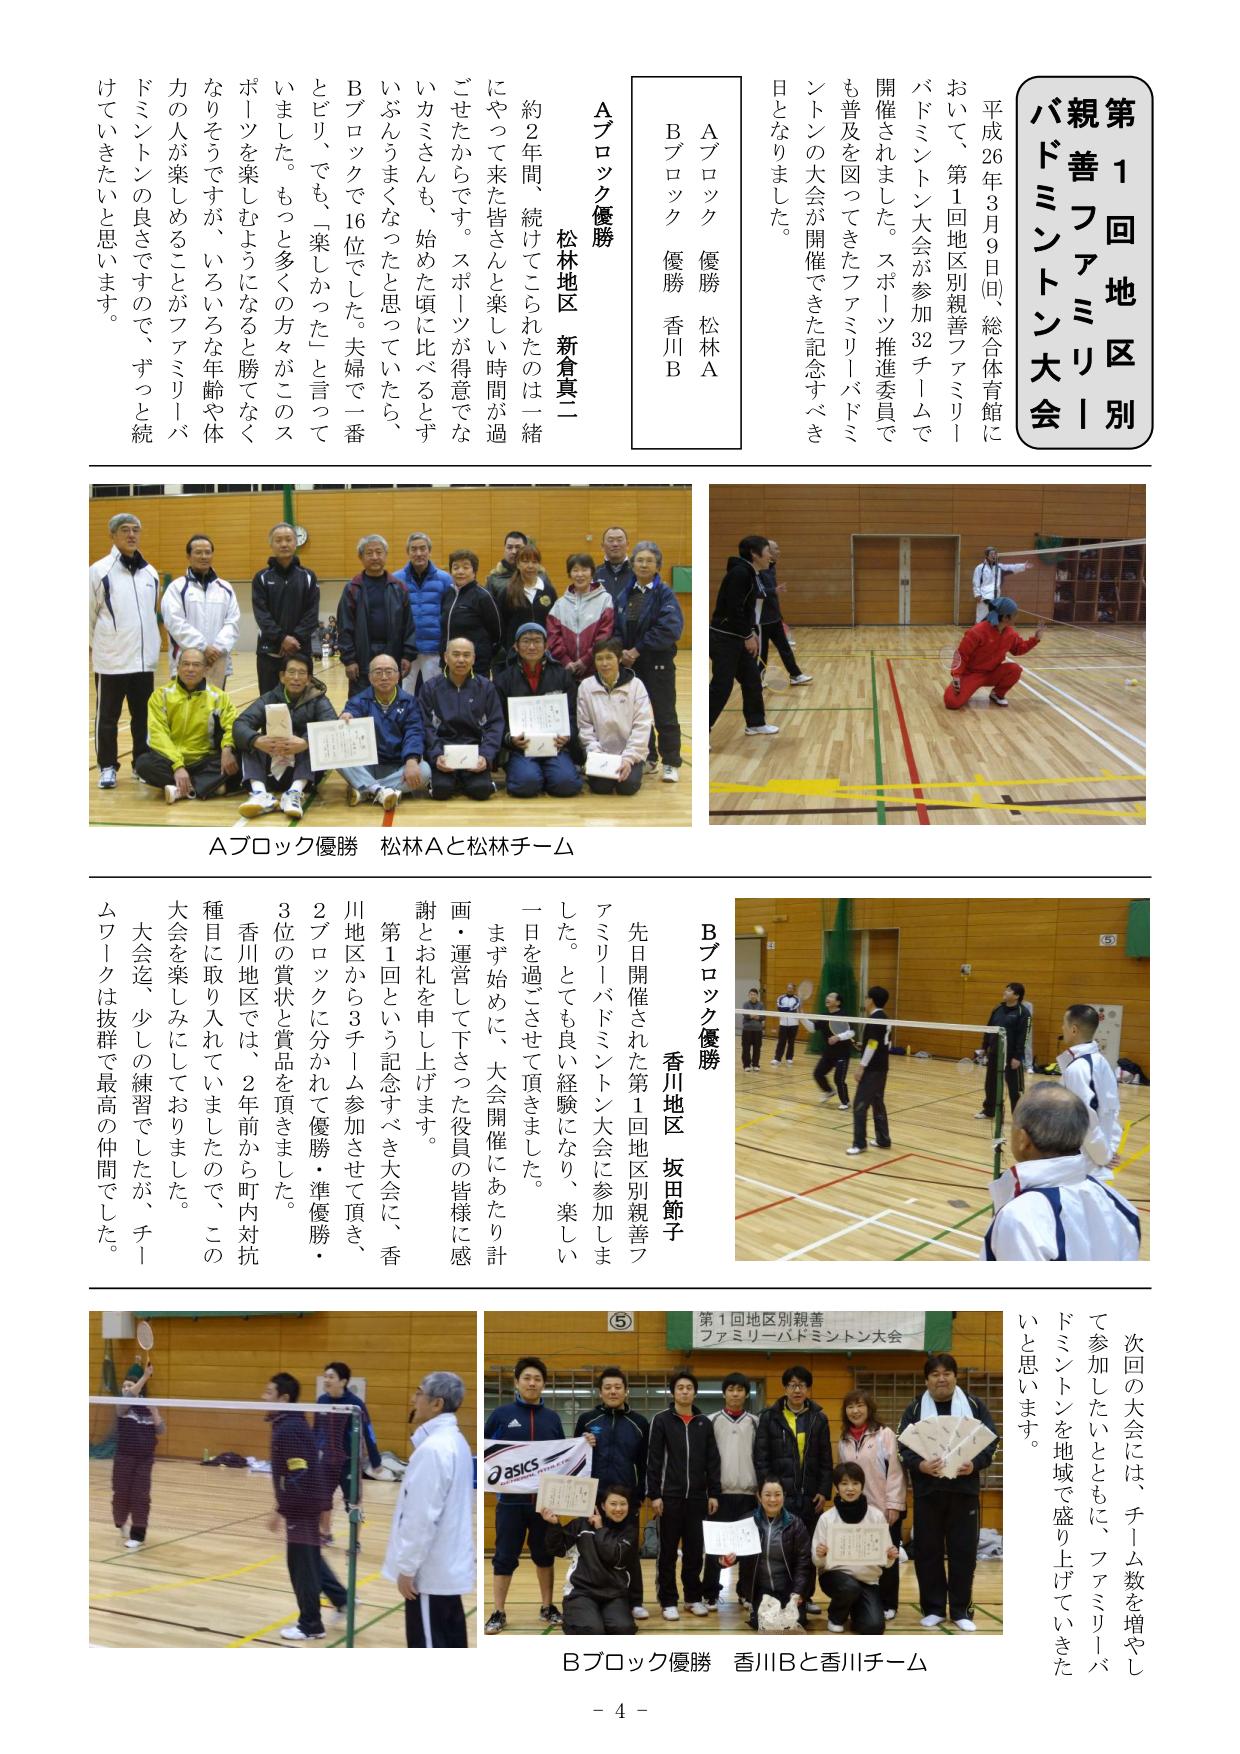 第１回地区別
親善ファミリー
バドミントン大会
平成26年３月９日㈰、総合体育館に
おいて、第１回地区別親善ファミリー
バドミントン大会が参加32チームで
開催されました。スポーツ推進委員で
も普及を図ってきたファミリーバドミ
ントンの大会が開催できた記念すべき
日となりました。
Ａブロック　優勝　松林Ａ
Ｂブロック　優勝　香川Ｂ
Ａブロック優勝
松林地区　新倉真二
約２年間、続けてこられたのは一緒
にやって来た皆さんと楽しい時間が過
ごせたからです。スポーツが得意でな
いカミさんも、始めた頃に比べるとず
いぶんうまくなったと思っていたら、
Ｂブロックで16位でした。夫婦で一番
とビリ、でも、「楽しかった」と言って
いました。もっと多くの方々がこのス
ポーツを楽しむようになると勝てなく
なりそうですが、いろいろな年齢や体
力の人が楽しめることがファミリーバ
ドミントンの良さですので、ずっと続
けていきたいと思います。
Ａブロック優勝　松林Ａと松林チーム
Ｂブロック優勝
香川地区　坂田節子
先日開催された第１回地区別親善フ
ァミリーバドミントン大会に参加しま
した。とても良い経験になり、楽しい
一日を過ごさせて頂きました。
まず始めに、大会開催にあたり計
画・運営して下さった役員の皆様に感
謝とお礼を申し上げます。
第１回という記念すべき大会に、香
川地区から３チーム参加させて頂き、
２ブロックに分かれて優勝・準優勝・
３位の賞状と賞品を頂きました。
香川地区では、２年前から町内対抗
種目に取り入れていましたので、この
大会を楽しみにしておりました。
大会迄、少しの練習でしたが、チー
ムワークは抜群で最高の仲間でした。
⑤
次回の大会には、チーム数を増やし
て参加したいとともに、ファミリーバ
ドミントンを地域で盛り上げていきた
いと思います。
⑤
第１回地区別親善
ファミリーバドミントン大会
asics
Ｂブロック優勝　香川Ｂと香川チーム
− 4 −